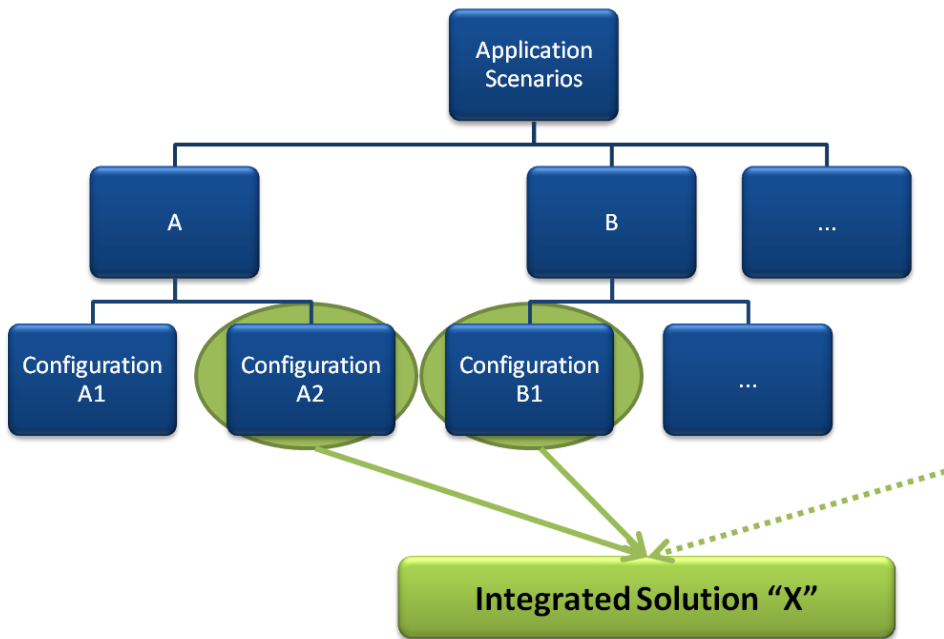 Application
Scenarios
A
B
...
Configuration
A1
Configuration
A2
Configuration
B1
...
Integrated Solution “X”